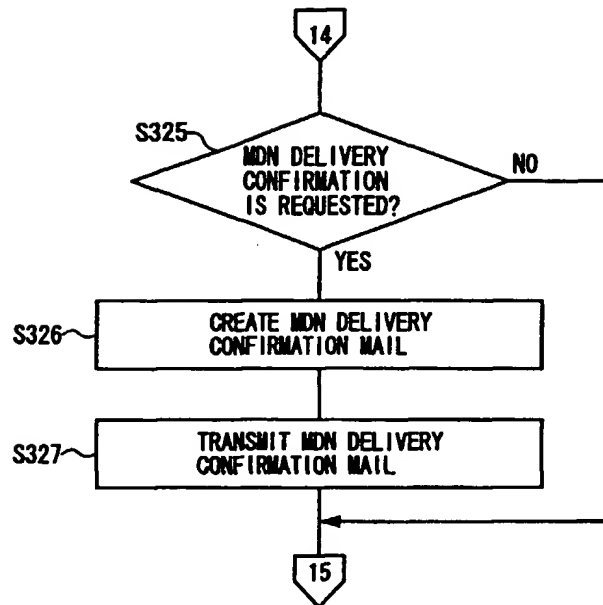 14
S325
MDN DELIVERY
CONFIRMATION
IS REQUESTED?
NO
YES
S326
CREATE MDN DELIVERY
CONFIRMATION MAIL
S327
TRANSMIT MDN DELIVERY
CONFIRMATION MAIL
15